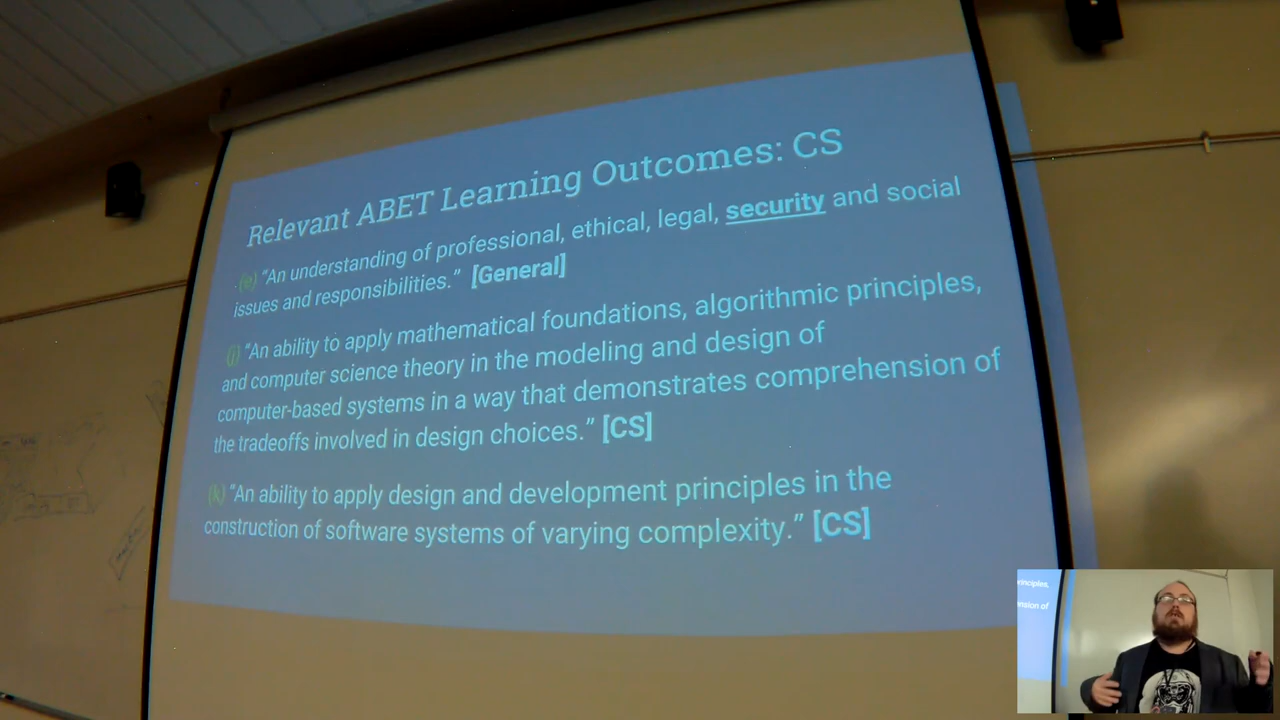 Relevant ABET Learning Outcomes: CS
(e) “An understanding of professional, ethical, legal, security and social
issues and responsibilities.” [General]
(j) “An ability to apply mathematical foundations, algorithmic principles,
and computer science theory in the modeling and design of
computer-based systems in a way that demonstrates comprehension of
the tradeoffs involved in design choices.” [CS]
(k) “An ability to apply design and development principles in the
construction of software systems of varying complexity.” [CS]
principles,
nsion of